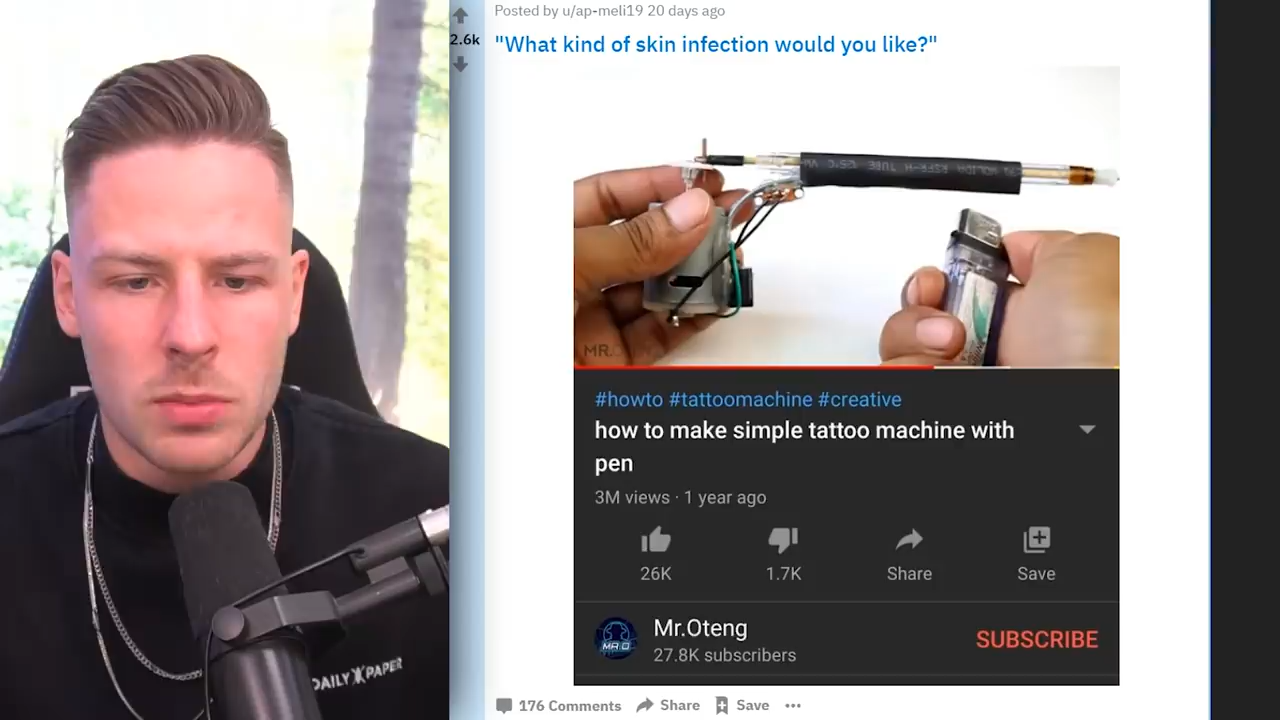 Posted by u/ap-meli19 20 days ago
2.6k
"What kind of skin infection would you like?"
MR.
#howto #tattoomachine #creative
how to make simple tattoo machine with
pen
3M views · 1 year ago
26K
1.7K
Share
Save
MR.O
Mr.Oteng
27.8K subscribers
SUBSCRIBE
DAILY PAPER
176 Comments
Share
Save